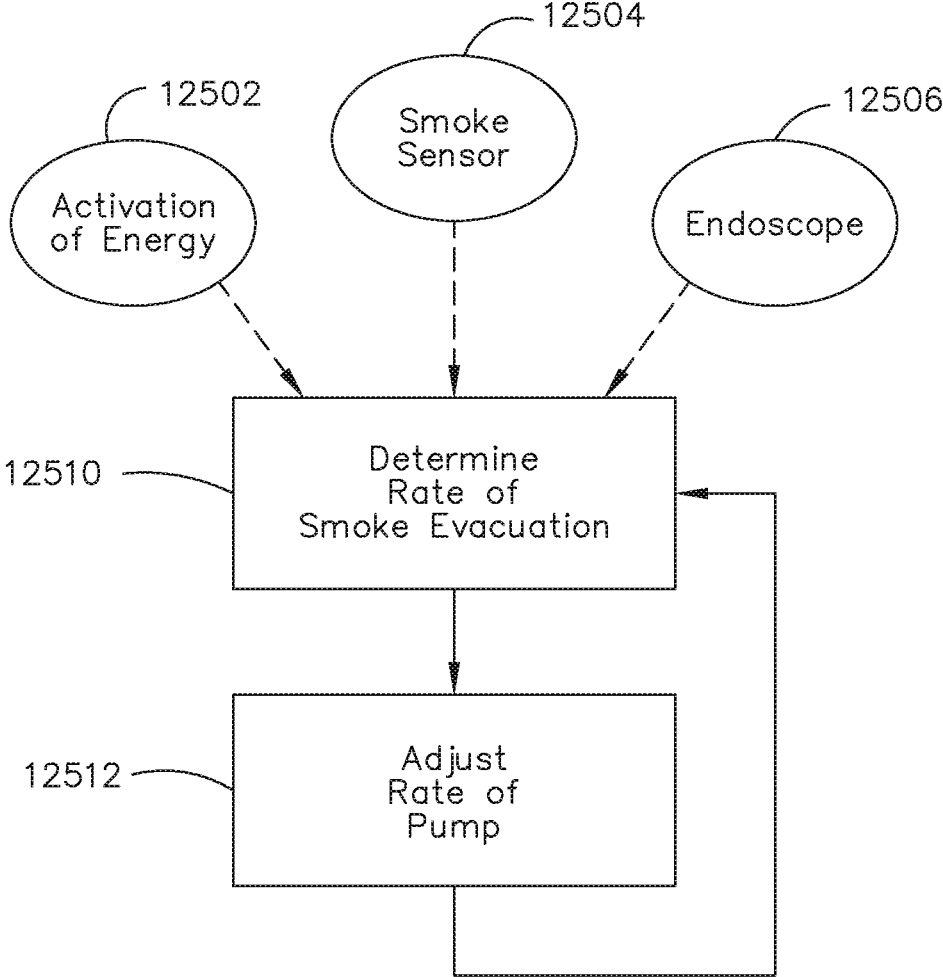 12504
12502
12506
Smoke
Sensor
Activation
of Energy
Endoscope
12510
Determine
Rate of
Smoke Evacuation
12512
Adjust
Rate of
Pump